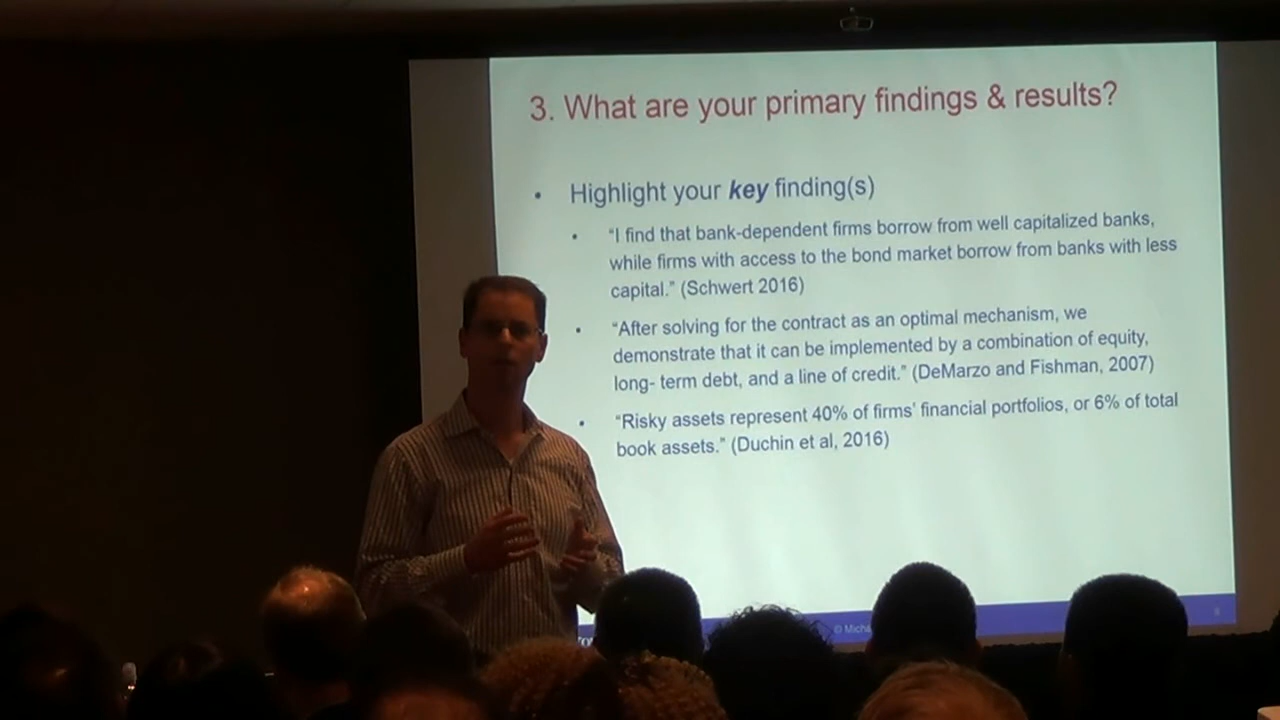 3. What are your primary findings & results?
• Highlight your key finding(s)
• “I find that bank-dependent firms borrow from well capitalized banks,
while firms with access to the bond market borrow from banks with less
capital.” (Schwert 2016)
• “After solving for the contract as an optimal mechanism, we
demonstrate that it can be implemented by a combination of equity,
long- term debt, and a line of credit.” (DeMarzo and Fishman, 2007)
• “Risky assets represent 40% of firms’ financial portfolios, or 6% of total
book assets.” (Duchin et al, 2016)
©